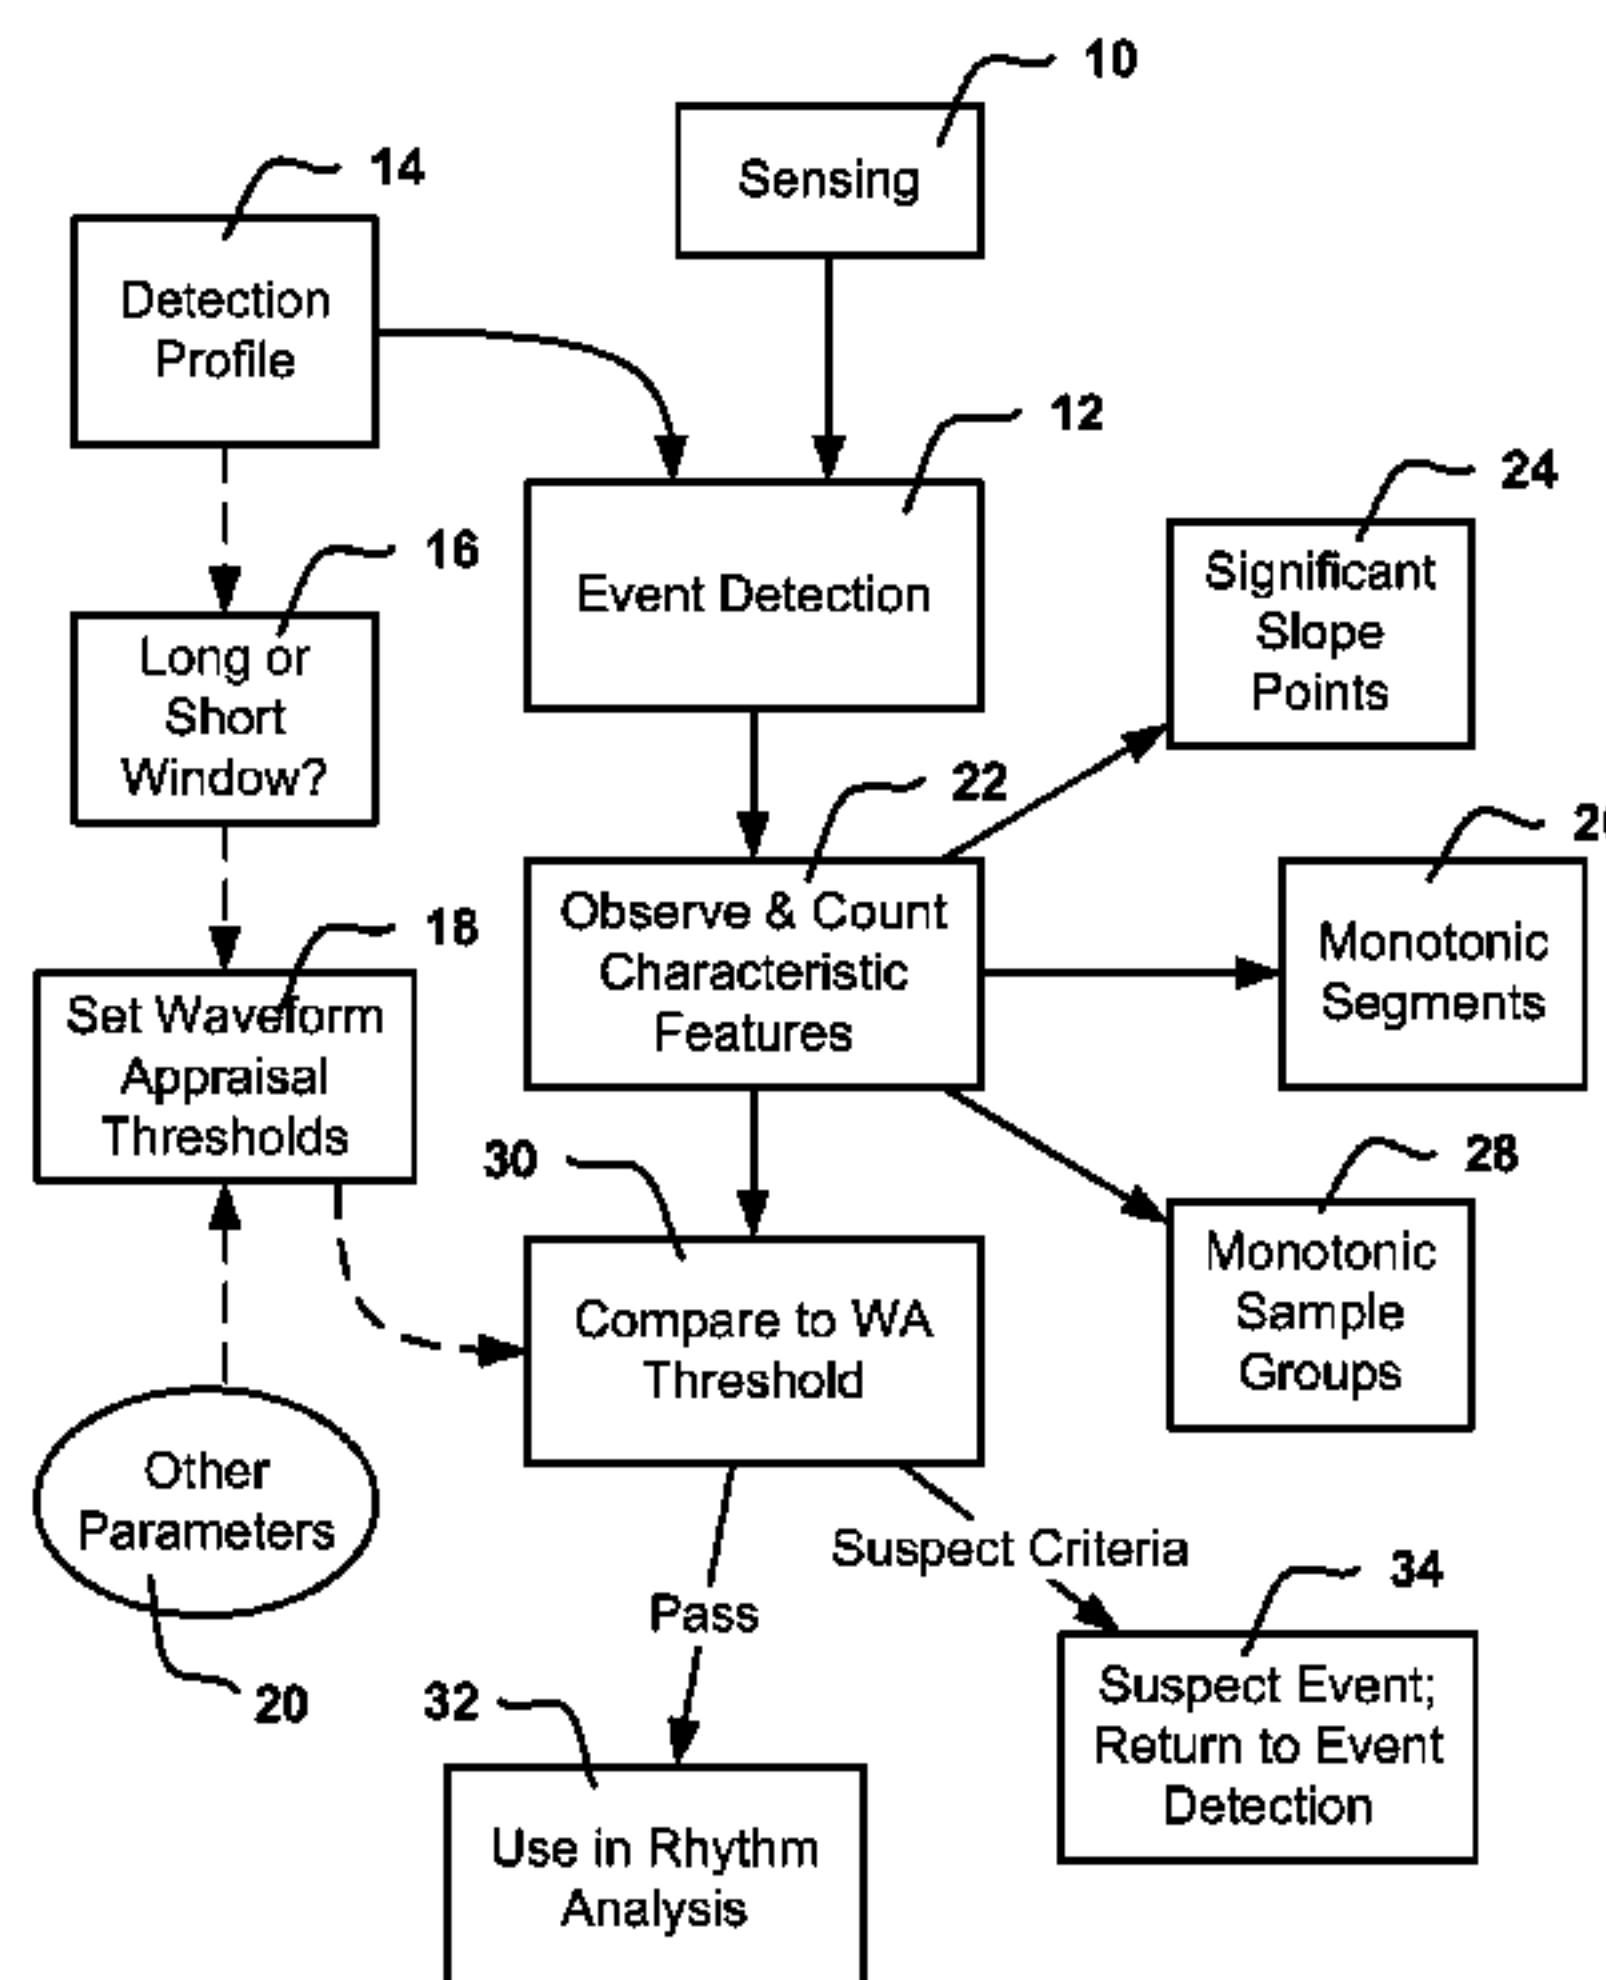 10
Sensing
14
Detection
Profile
12
Event Detection
24
Significant
Slope
Points
16
Long or
Short
Window?
22
Observe & Count
Characteristic
Features
Monotonic
Segments
18
Set Waveform
Appraisal
Thresholds
28
Monotonic
Sample
Groups
30
Compare to WA
Threshold
Other
Parameters
20
Suspect Criteria
Pass
34
Suspect Event;
Return to Event
Detection
32
Use in Rhythm
Analysis